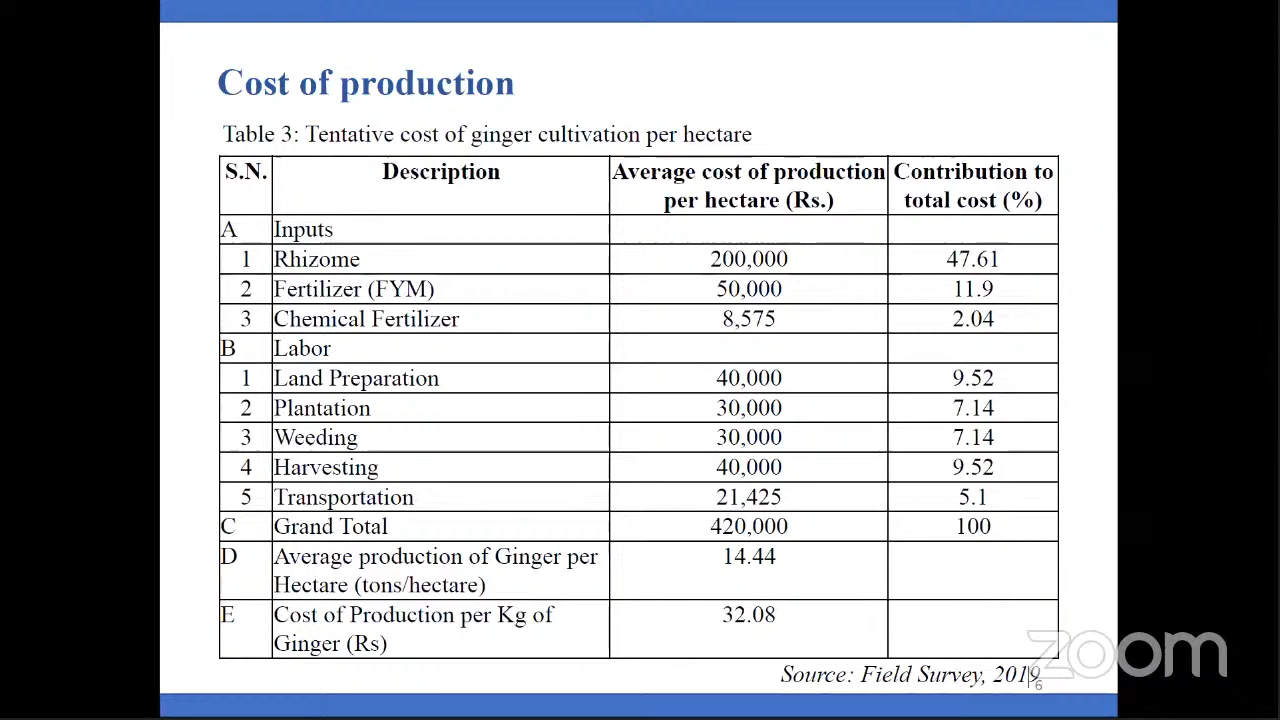 Cost of production
Table 3: Tentative cost of ginger cultivation per hectare
S.N. Description Average cost of production per hectare (Rs.) Contribution to total cost (%)
A Inputs
1 Rhizome 200,000 47.61
2 Fertilizer (FYM) 50,000 11.9
3 Chemical Fertilizer 8,575 2.04
B Labor
1 Land Preparation 40,000 9.52
2 Plantation 30,000 7.14
3 Weeding 30,000 7.14
4 Harvesting 40,000 9.52
5 Transportation 21,425 5.1
C Grand Total 420,000 100
D Average production of Ginger per 14.44
Hectare (tons/hectare)
E Cost of Production per Kg of 32.08
Ginger (Rs)
Source: Field Survey, 2019
6
zoom